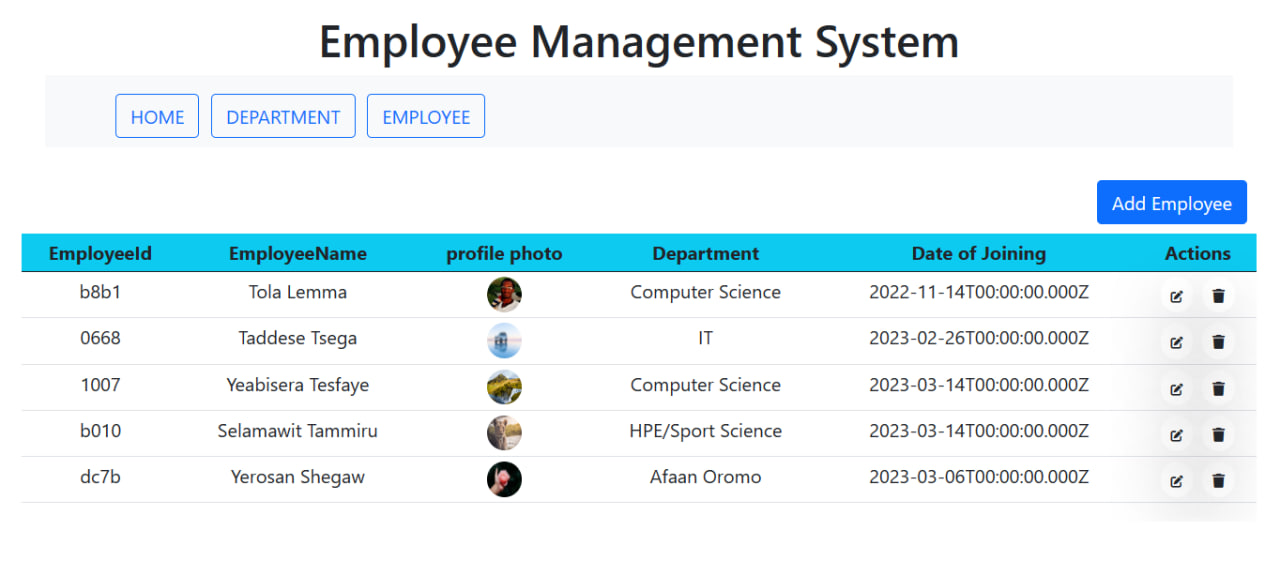 Employee Management System
HOME DEPARTMENT EMPLOYEE
Add Employee
EmployeeId EmployeeName profile photo Department Date of Joining Actions
b8b1 Tola Lemma Computer Science 2022-11-14T00:00:00.000Z
0668 Taddese Tsega IT 2023-02-26T00:00:00.000Z
1007 Yeabisera Tesfaye Computer Science 2023-03-14T00:00:00.000Z
b010 Selamawit Tammiru HPE/Sport Science 2023-03-14T00:00:00.000Z
dc7b Yerosan Shegaw Afaan Oromo 2023-03-06T00:00:00.000Z